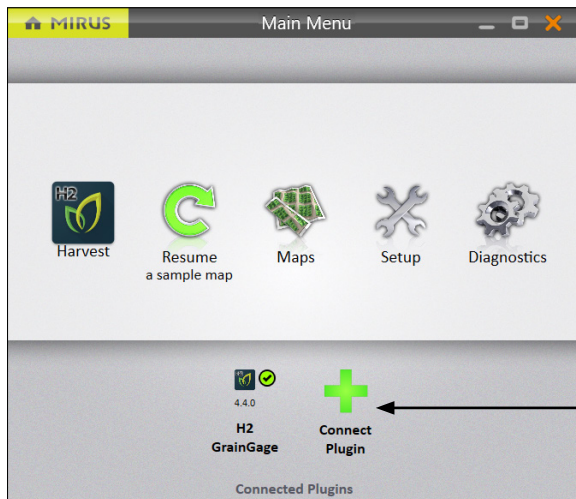 MIRUS
Main Menu
H2
Harvest
Resume
a sample map
Maps
Setup
Diagnostics
4.4.0
H2
GrainGage
Connect
Plugin
Connected Plugins